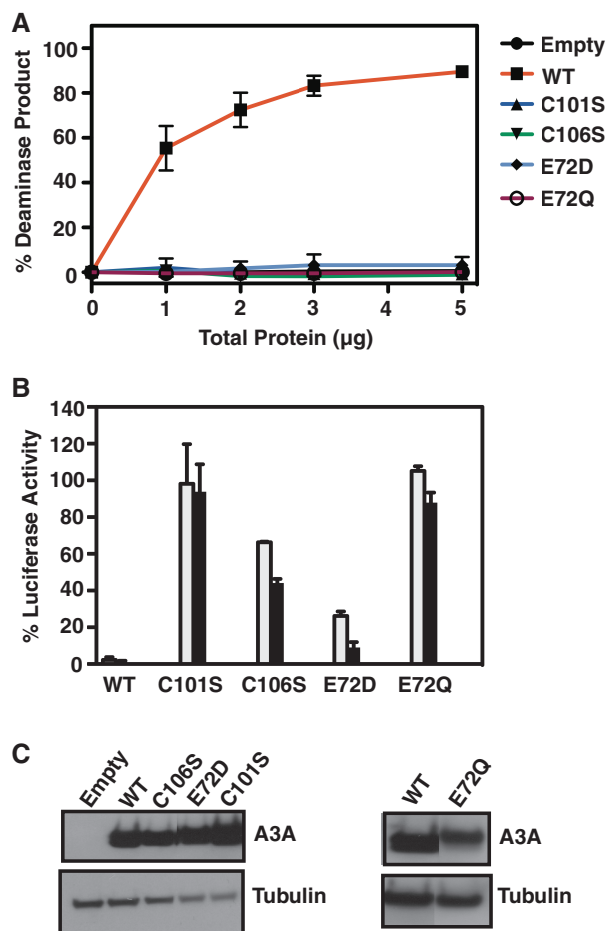 A
% Deaminase Product
100
80
60
40
20
0
0 1 2 3 4 5
Total Protein (µg)
Empty
WT
C101S
C106S
E72D
E72Q
B
% Luciferase Activity
140
120
100
80
60
40
20
0
WT C101S C106S E72D E72Q
C
Empty WT C106S E72D C101S
A3A
Tubulin
WT E72Q
A3A
Tubulin